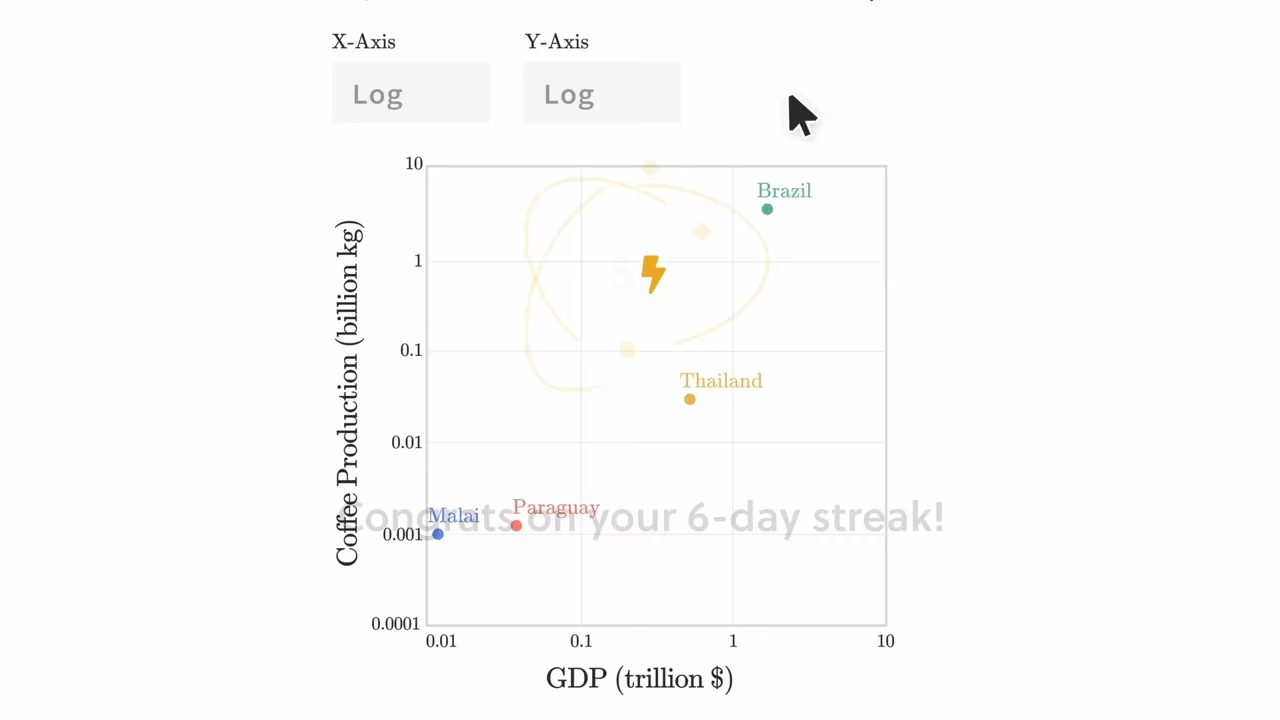 X-Axis
Y-Axis
Log
Log
10
1
0.1
0.01
0.001
0.0001
Coffee Production (billion kg)
Brazil
Thailand
Paraguay
Malai
Congrats on your 6-day streak!
0.01
0.1
1
10
GDP (trillion $)